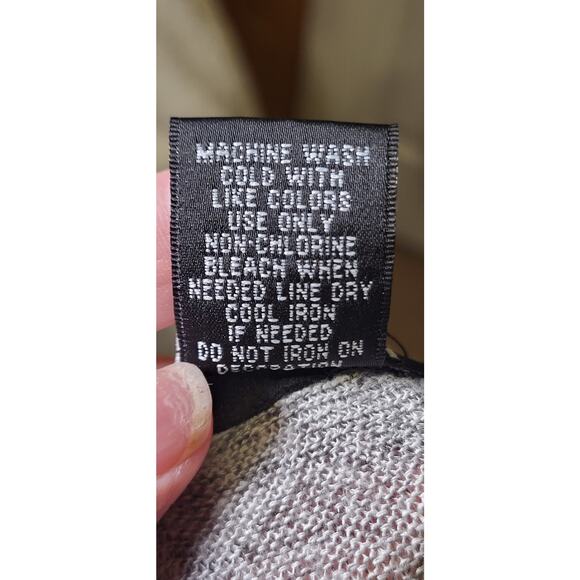 MACHINE WASH
COLD WITH
LIKE COLORS
USE ONLY
NON-CHLORINE
BLEACH WHEN
NEEDED LINE DRY
COOL IRON
IF NEEDED
DO NOT IRON ON
DECORATION